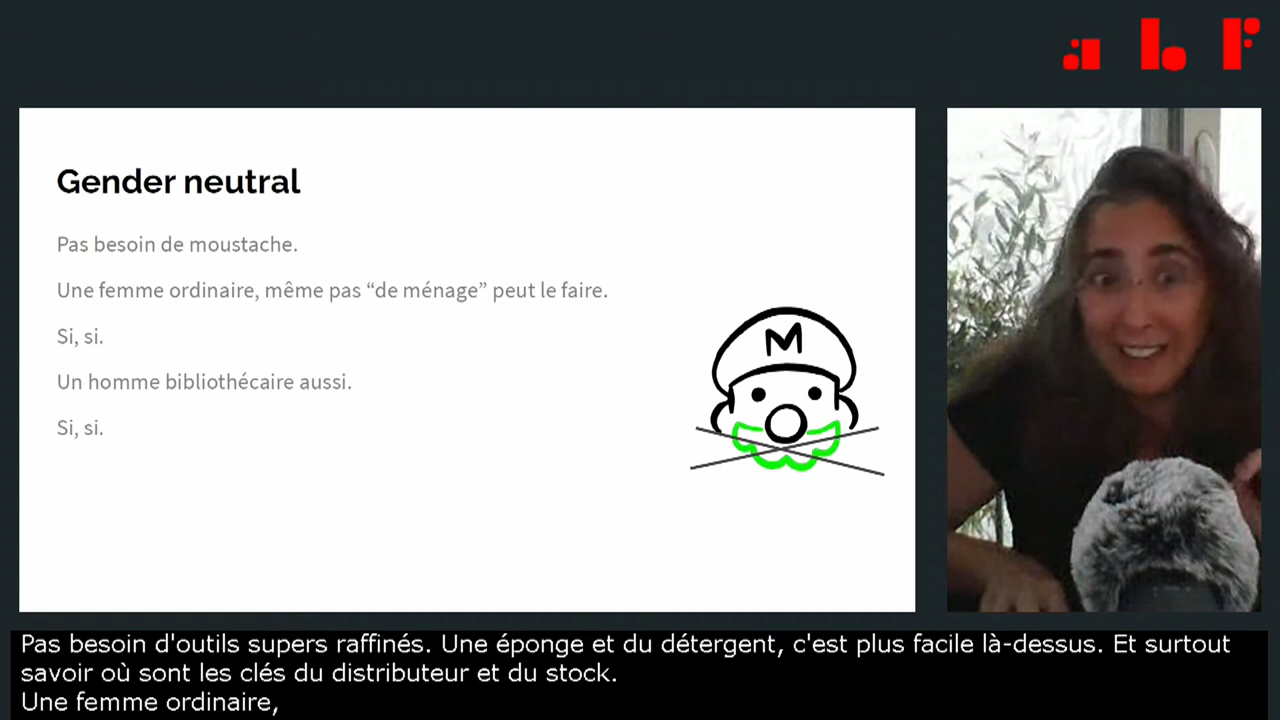 abf
Gender neutral
Pas besoin de moustache.
Une femme ordinaire, même pas “de ménage” peut le faire.
Si, si.
Un homme bibliothécaire aussi.
Si, si.
M
Pas besoin d'outils supers raffinés. Une éponge et du détergent, c'est plus facile là-dessus. Et surtout
savoir où sont les clés du distributeur et du stock.
Une femme ordinaire,